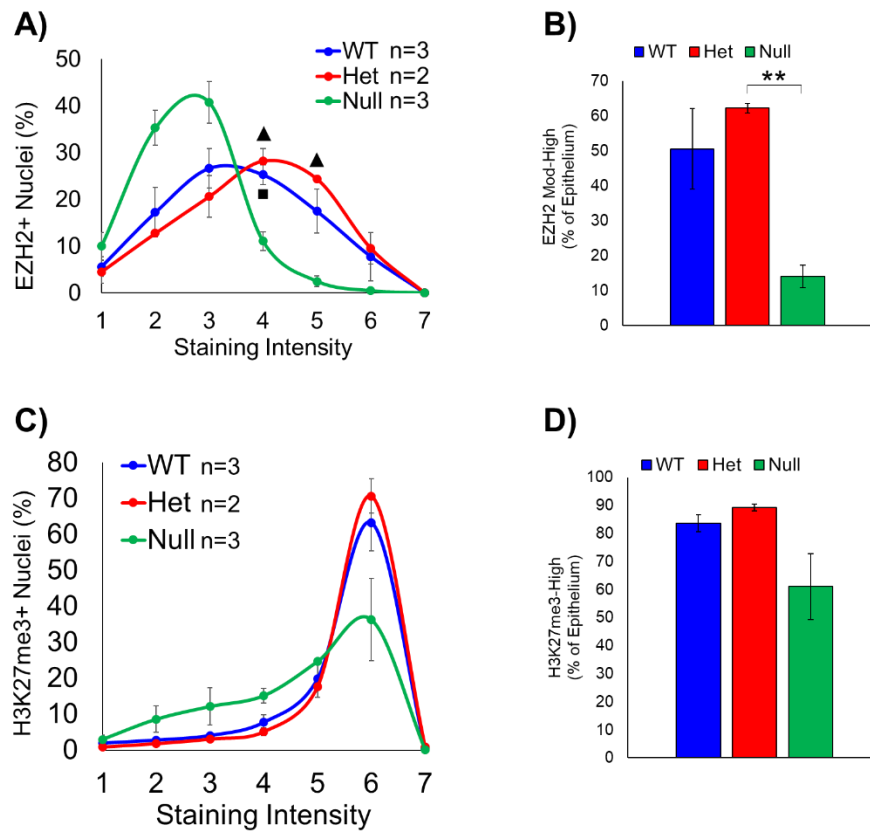 A)
WT n=3
Het n=2
Null n=3
EZH2+ Nuclei (%)
50
40
30
20
10
0
1 2 3 4 5 6 7
Staining Intensity
B)
WT Het Null
**
EZH2 Mod-High
(% of Epithelium)
70
60
50
40
30
20
10
0
C)
WT n=3
Het n=2
Null n=3
H3K27me3+ Nuclei (%)
80
70
60
50
40
30
20
10
0
1 2 3 4 5 6 7
Staining Intensity
D)
WT Het Null
H3K27me3-High
(% of Epithelium)
100
90
80
70
60
50
40
30
20
10
0